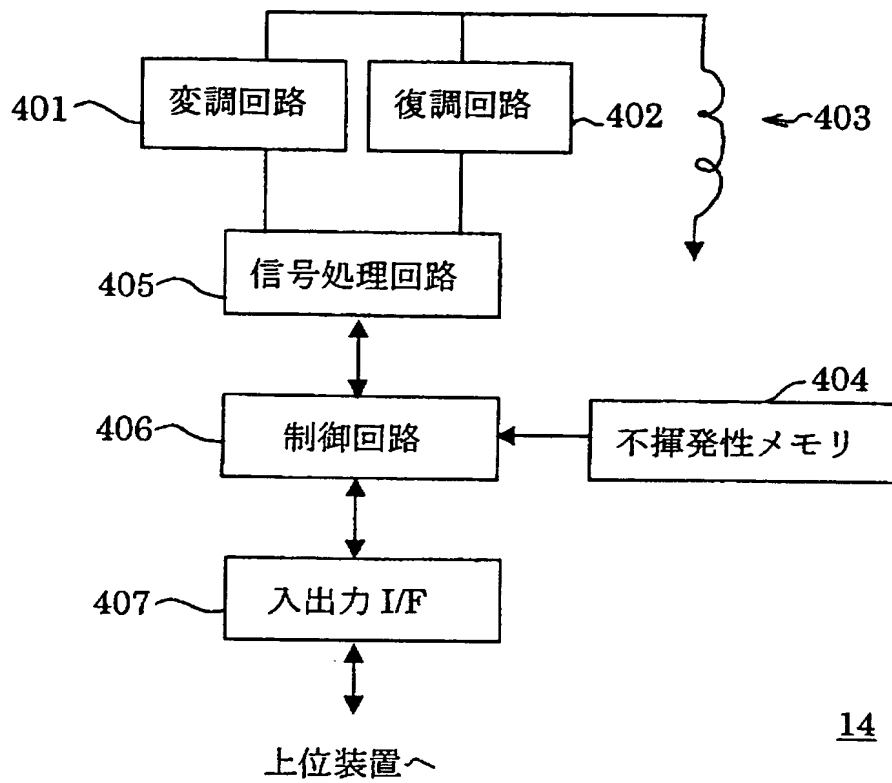 変調回路
復調回路
401
402
403
信号処理回路
405
404
406
制御回路
不揮発性メモリ
入出力 I/F
407
14
上位装置へ